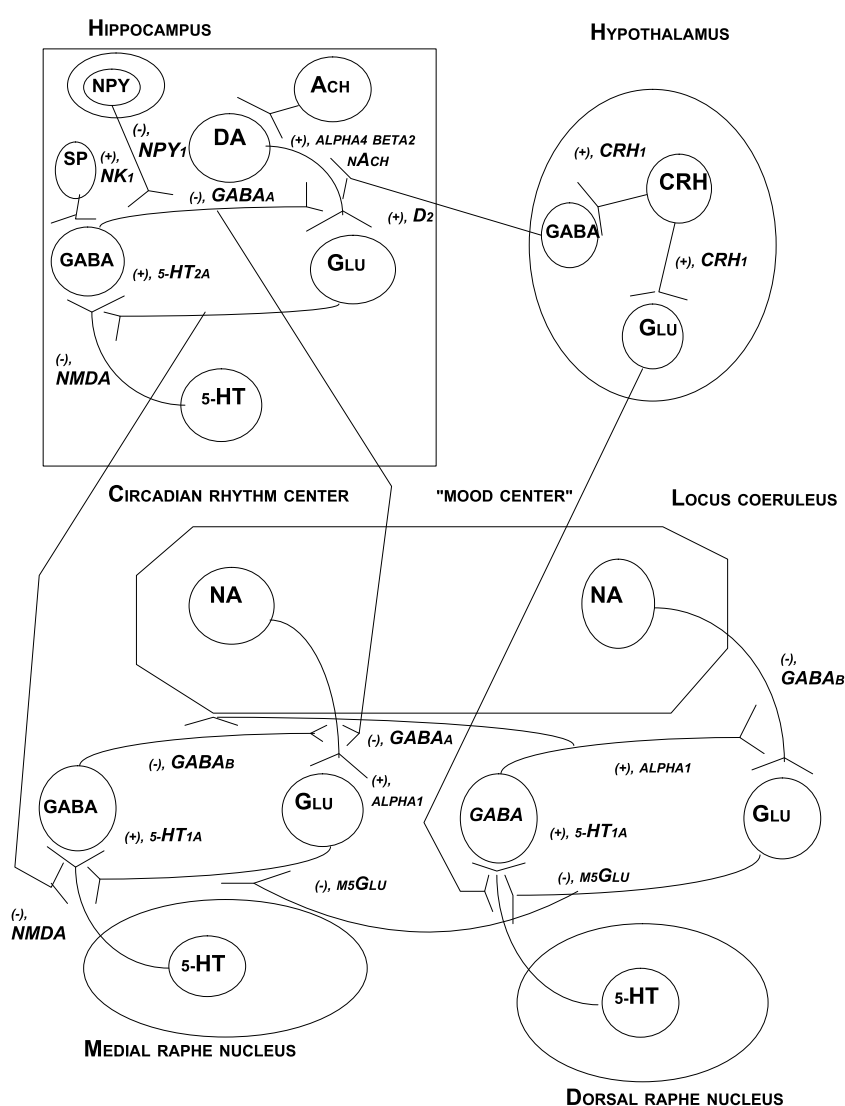 HIPPOCAMPUS
HYPOTHALAMUS
NPY
ACH
DA
(-),
NPY1
(+), ALPHA4 BETA2
NACH
SP
(+),
NK1
(-), GABAA
(+), D2
(+), CRH1
CRH
GABA
(+), CRH1
GLU
GABA
(+), 5-HT2A
GLU
(-),
NMDA
5-HT
CIRCADIAN RHYTHM CENTER
"MOOD CENTER"
LOCUS COERULEUS
NA
NA
(-),
GABAB
(-), GABAB
(-), GABAA
(+), ALPHA1
(+),
ALPHA1
GABA
GLU
GABA
GLU
(+), 5-HT1A
(+), 5-HT1A
(-), M5GLU
(-), M5GLU
(-),
NMDA
5-HT
5-HT
MEDIAL RAPHE NUCLEUS
DORSAL RAPHE NUCLEUS